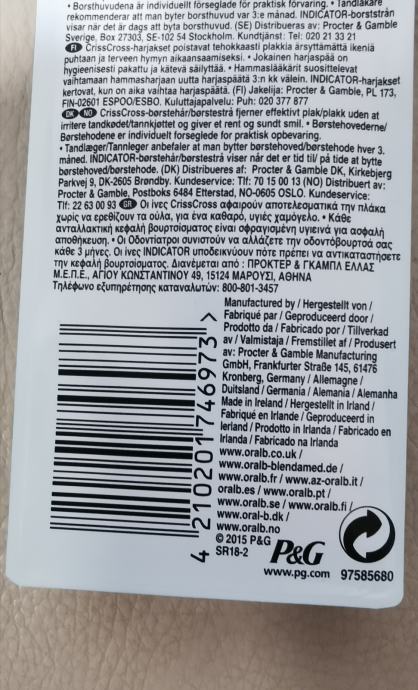 • Borsthuvudena är individuellt förseglade för praktisk förvaring. • Tandläkare
rekommenderar att man byter borsthuvud var 3:e månad. INDICATOR-borststrån
visar när det är dags att byta borsthuvud. (SE) Distribueras av: Procter & Gamble
Sverige, Box 27303, SE-102 54 Stockholm. Kundtjänst: Tel: 020 21 33 21
FI CrissCross-harjakset poistavat tehokkaasti plakkia ärsyttämättä ikeniä
puhtaan ja terveen hymyn aikaansaamiseksi. • Jokainen harjaspää on
hygieenisesti pakattu ja kätevä säilyttää. • Hammaslääkärit suosittelevat
vaihtamaan hammasharjaan uutta harjaspäätä 3:n kk välein. INDICATOR-harjakset
kertovat, kun on aika vaihtaa harjaspäätä. (FI) Jakelija: Procter & Gamble, PL 173,
FIN-02601 ESPOO/ESBO. Kuluttajapalvelu: Puh: 020 377 877
DK NO CrissCross-børstehår/børstestrå fjerner effektivt plak/plakk uden at
irritere tandkødet/tannkjøttet og giver et rent og sundt smil. • Børstehovederne/
Børstehodene er individuelt forseglede for praktisk opbevaring.
• Tandlæger/Tannleger anbefaler at man bytter børstehoved/børstehode hver 3.
måned. INDICATOR-børstehår/børstestrå viser når det er tid til/ på tide at bytte
børstehoved/børstehode. (DK) Distribueres af: Procter & Gamble DK, Kirkebjerg
Parkvej 9, DK-2605 Brøndby. Kundeservice: Tlf: 70 15 00 13 (NO) Distribuert av:
Procter & Gamble, Postboks 6484 Etterstad, NO-0605 OSLO. Kundeservice:
Tlf: 22 63 00 93 GR Οι ίνες CrissCross αφαιρούν αποτελεσματικά την πλάκα
χωρίς να ερεθίζουν τα ούλα, για ένα καθαρό, υγιές χαμόγελο. • Κάθε
ανταλλακτική κεφαλή βουρτσίσματος είναι σφραγισμένη υγιεινά για ασφαλή
αποθήκευση. • Οι Οδοντίατροι συνιστούν να αλλάζετε την οδοντόβουρτσά σας
κάθε 3 μήνες. Οι ίνες INDICATOR υποδεικνύουν πότε πρέπει να αντικαταστήσετε
την κεφαλή βουρτσίσματος. Διανέμεται από : ΠΡΟΚΤΕΡ & ΓΚΑΜΠΛ ΕΛΛΑΣ
Μ.Ε.Π.Ε., ΑΓΙΟΥ ΚΩΝΣΤΑΝΤΙΝΟΥ 49, 15124 ΜΑΡΟΥΣΙ, ΑΘΗΝΑ
Τηλέφωνο εξυπηρέτησης καταναλωτών: 800-801-3457
Manufactured by / Hergestellt von /
Fabriqué par / Geproduceerd door /
Prodotto da / Fabricado por / Tillverkad
av / Valmistaja / Fremstillet af / Produsert
av: Procter & Gamble Manufacturing
GmbH, Frankfurter Straße 145, 61476
Kronberg, Germany / Allemagne /
Duitsland / Germania / Alemania / Alemanha
Made in Ireland / Hergestellt in Irland /
Fabriqué en Irlande / Geproduceerd in
Ierland / Prodotto in Irlanda / Fabricado en
Irlanda / Fabricado na Irlanda
www.oralb.co.uk /
www.oralb-blendamed.de /
www.oralb.fr / www.az-oralb.it /
oralb.es / www.oralb.pt /
www.oralb.se / www.oralb.fi /
www.oral-b.dk /
www.oralb.no
© 2015 P&G
SR18-2
P&G
www.pg.com 97585680
4 210201 746973 >